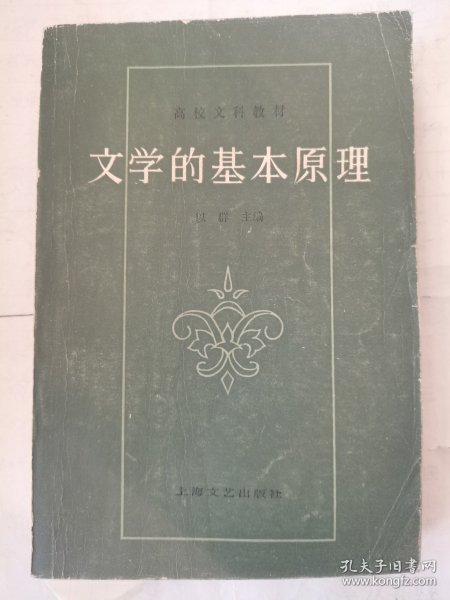 高校文科教材
文学的基本原理
以群 主编
上海文艺出版社
孔夫子旧书网
www.kongfz.com